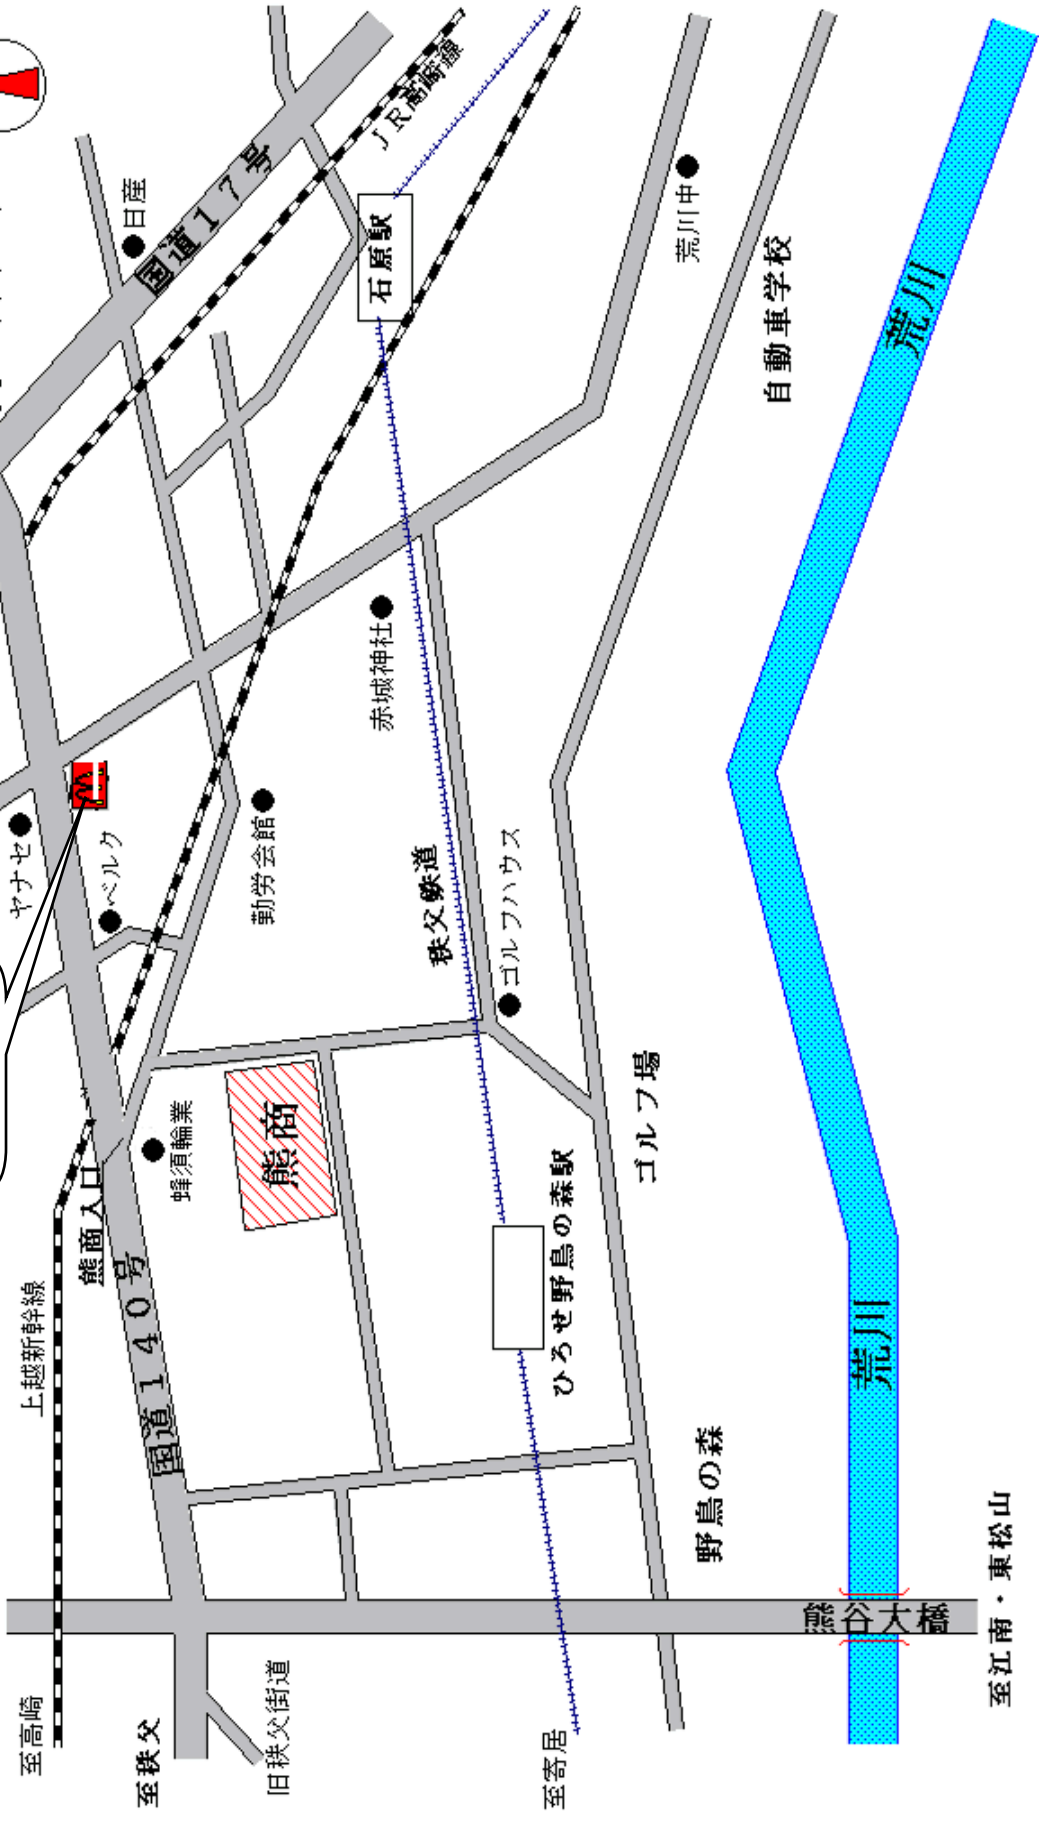 至高崎
上越新幹線
ヤナセ
日産
国道17号
JR高崎線
至秩父
国道140号
熊商入口
ベルク
蜂須輪業
旧秩父街道
熊商
勤労会館
赤城神社
石原駅
秩父鉄道
ゴルフハウス
至寄居
ひろせ野鳥の森駅
ゴルフ場
荒川中
自動車学校
野鳥の森
荒川
荒川
熊谷大橋
至江南・東松山